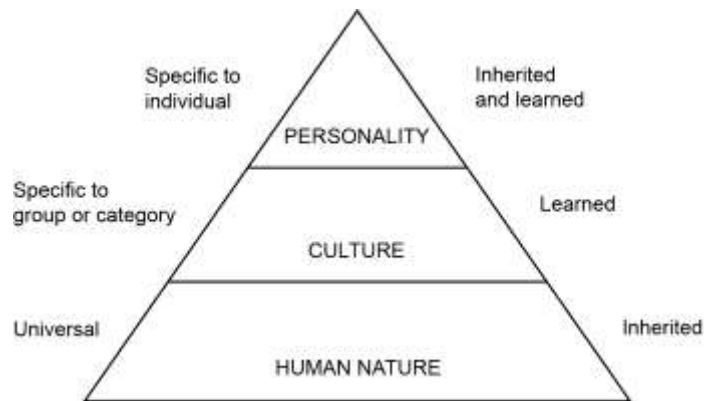 Specific to
individual
Inherited
and learned
PERSONALITY
Specific to
group or category
Learned
CULTURE
Universal
Inherited
HUMAN NATURE